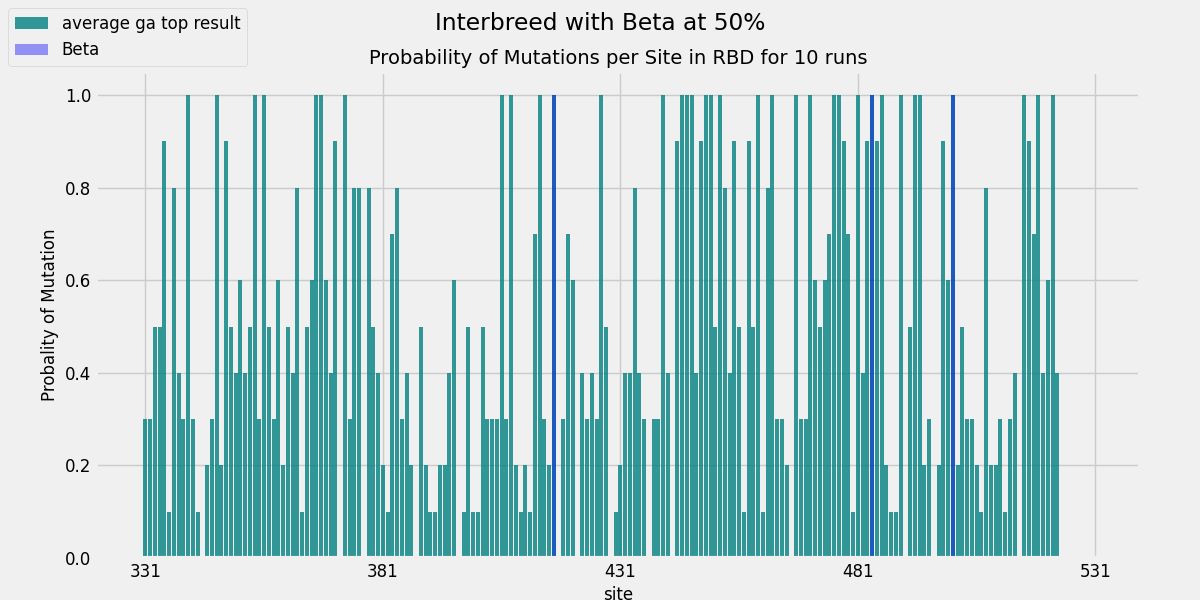 Interbreed with Beta at 50%
average ga top result
Beta
Probability of Mutations per Site in RBD for 10 runs
Probality of Mutation
1.0
0.8
0.6
0.4
0.2
0.0
331 381 431 481 531
site